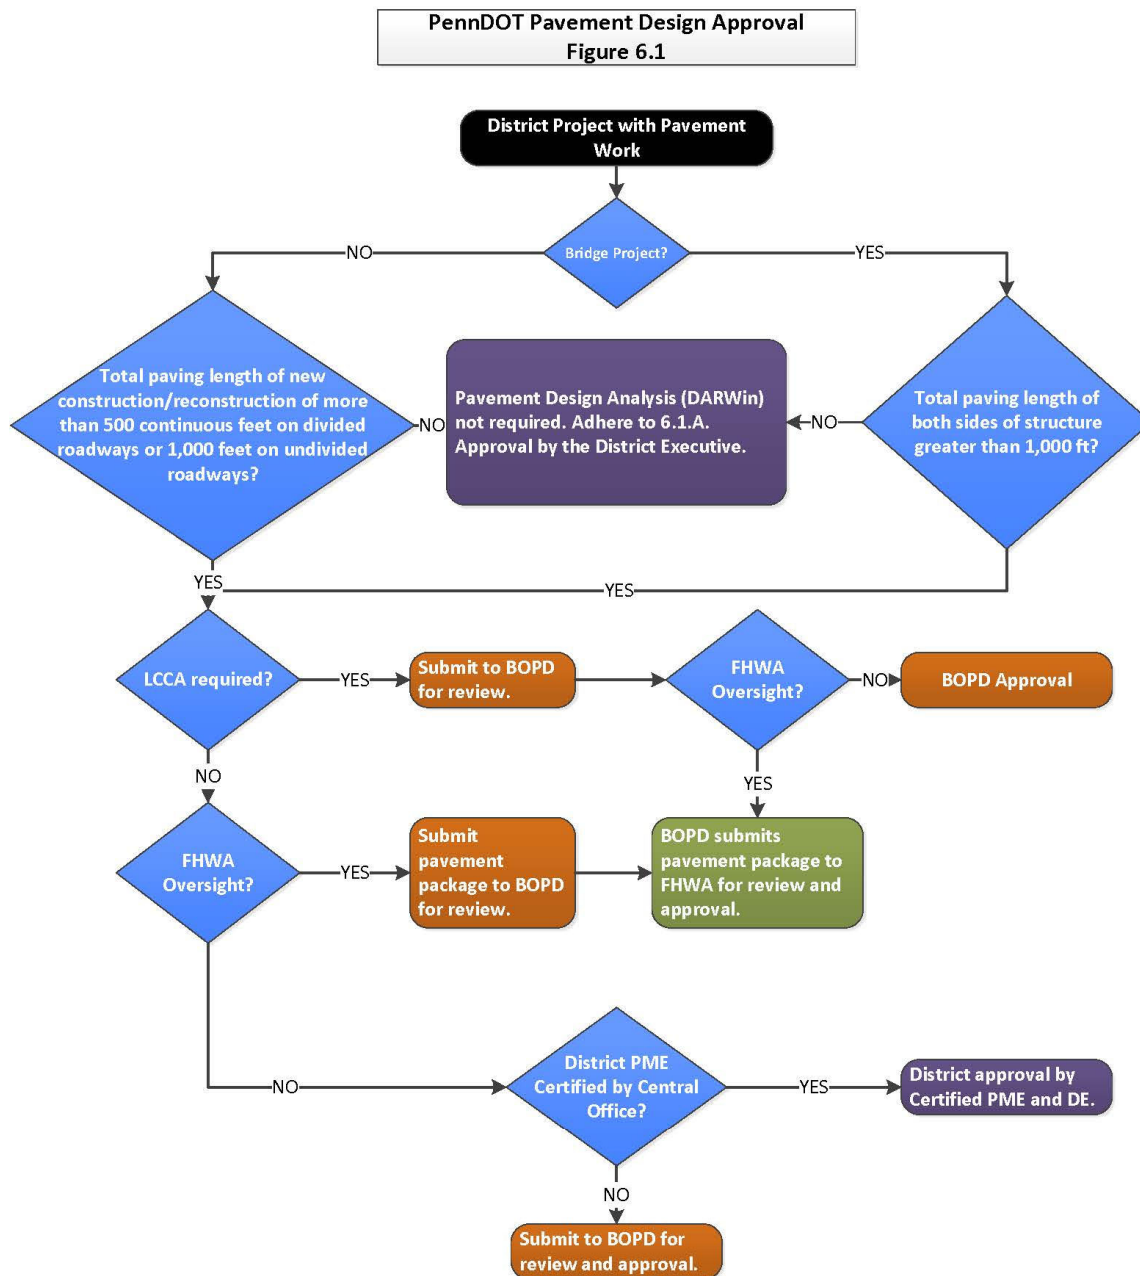 PennDOT Pavement Design Approval
Figure 6.1
District Project with Pavement
Work
Bridge Project?
NO
YES
Total paving length of new
construction/reconstruction of more
than 500 continuous feet on divided
roadways or 1,000 feet on undivided
roadways?
NO
Pavement Design Analysis (DARWin)
not required. Adhere to 6.1.A.
Approval by the District Executive.
NO
Total paving length of
both sides of structure
greater than 1,000 ft?
YES
YES
LCCA required?
YES
Submit to BOPD
for review.
FHWA
Oversight?
NO
BOPD Approval
NO
YES
FHWA
Oversight?
YES
Submit
pavement
package to BOPD
for review.
BOPD submits
pavement package to
FHWA for review and
approval.
NO
District PME
Certified by Central
Office?
YES
District approval by
Certified PME and DE.
NO
Submit to BOPD for
review and approval.